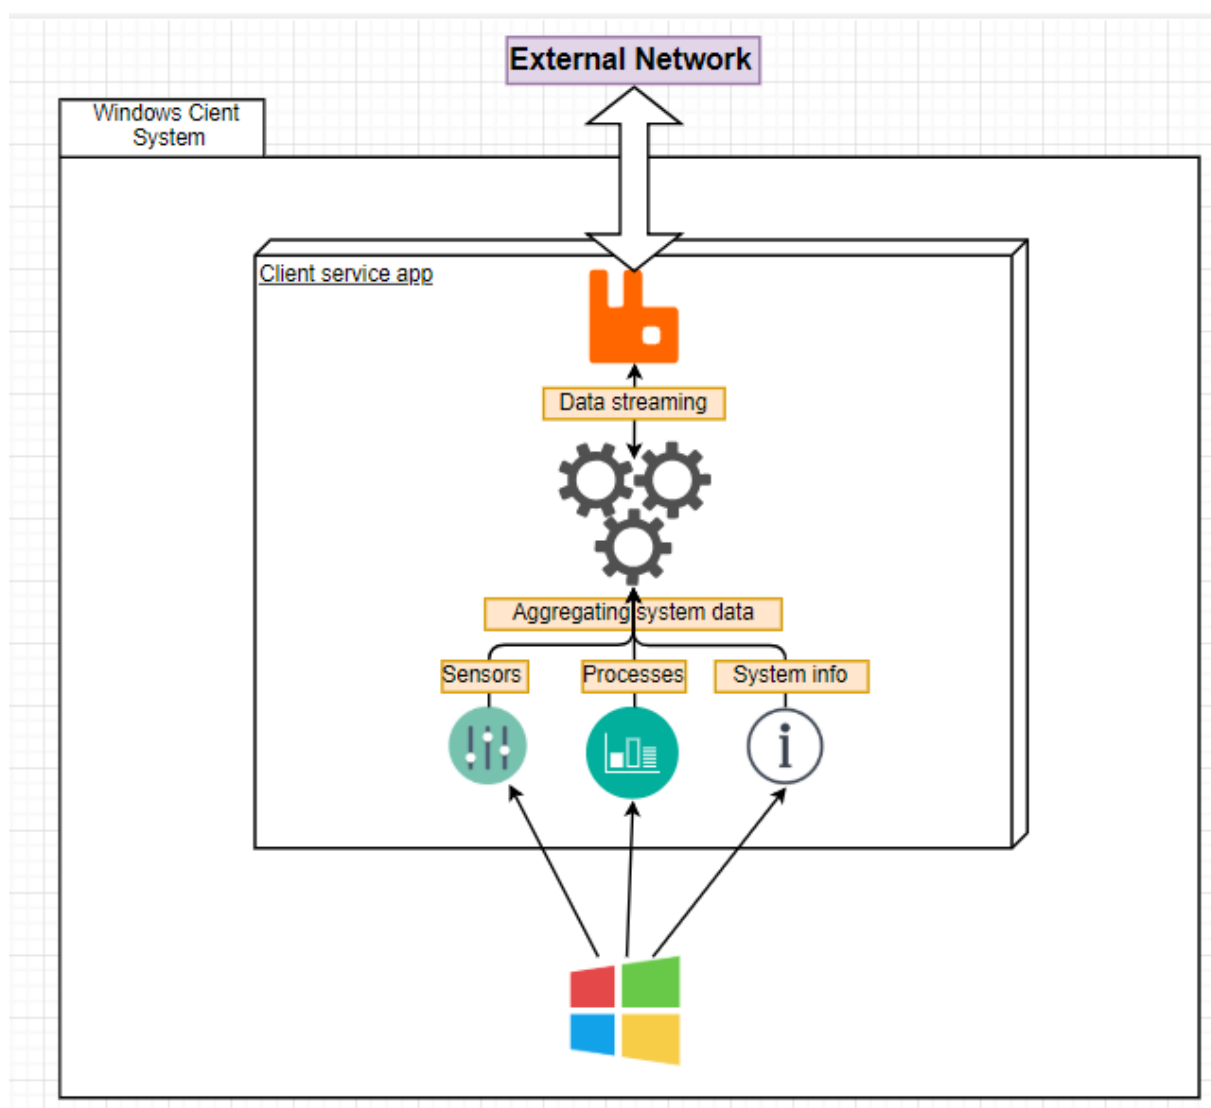 External Network
Windows Cient
System
Client service app
Data streaming
Aggregating system data
Sensors
Processes
System info